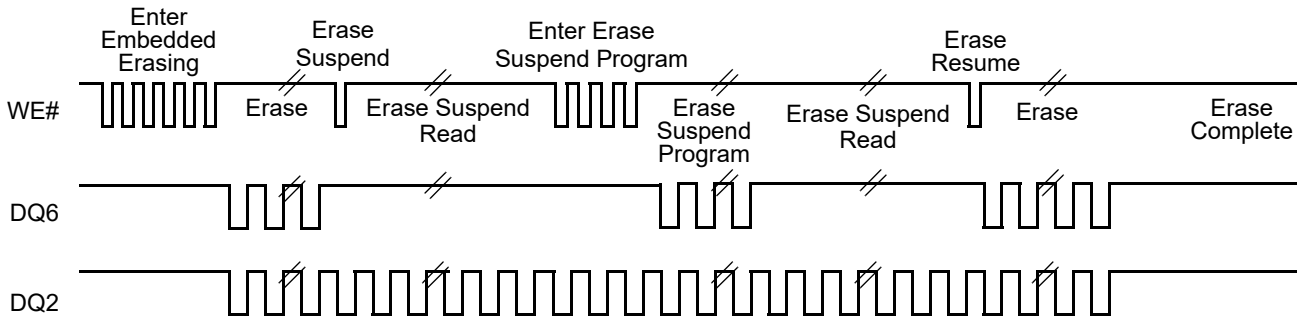 Enter
Embedded
Erasing
Erase
Suspend
Enter Erase
Suspend Program
Erase
Resume
WE#
Erase
Erase Suspend
Read
Erase
Suspend
Program
Erase Suspend
Read
Erase
Erase
Complete
DQ6
DQ2